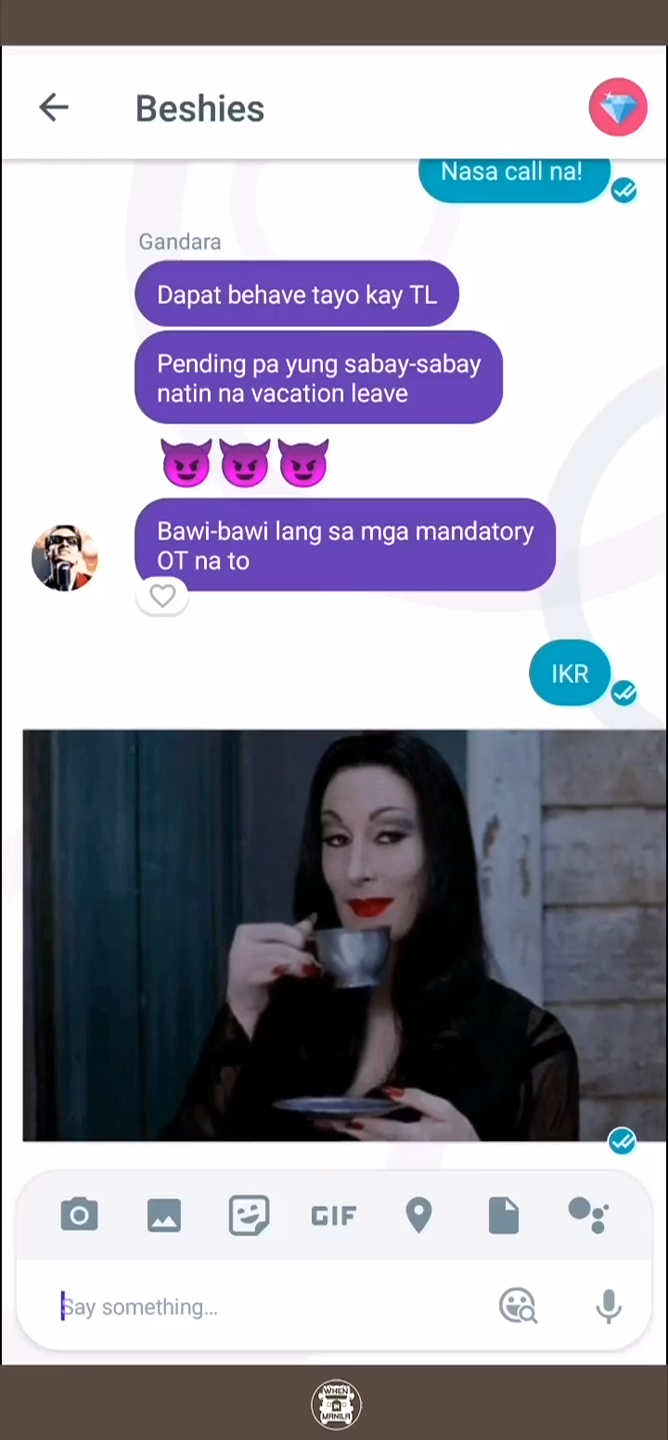 Beshies
Nasa call na!
Gandara
Dapat behave tayo kay TL
Pending pa yung sabay-sabay
natin na vacation leave
Bawi-bawi lang sa mga mandatory
OT na to
IKR
GIF
Say something...
WHEN
IN
MANILA